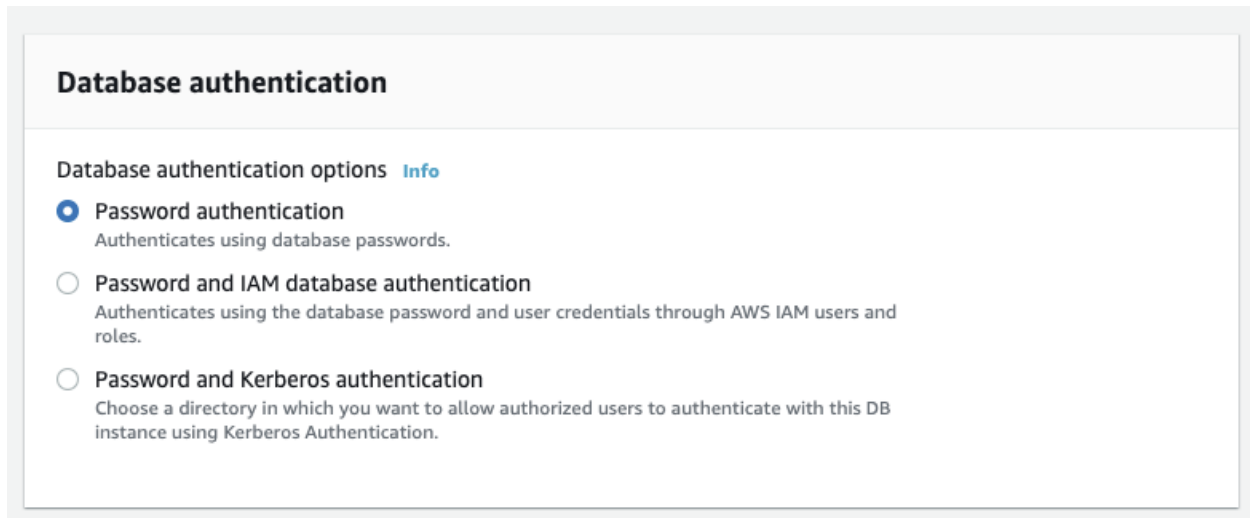 Database authentication
Database authentication options Info
Password authentication
Authenticates using database passwords.
Password and IAM database authentication
Authenticates using the database password and user credentials through AWS IAM users and
roles.
Password and Kerberos authentication
Choose a directory in which you want to allow authorized users to authenticate with this DB
instance using Kerberos Authentication.